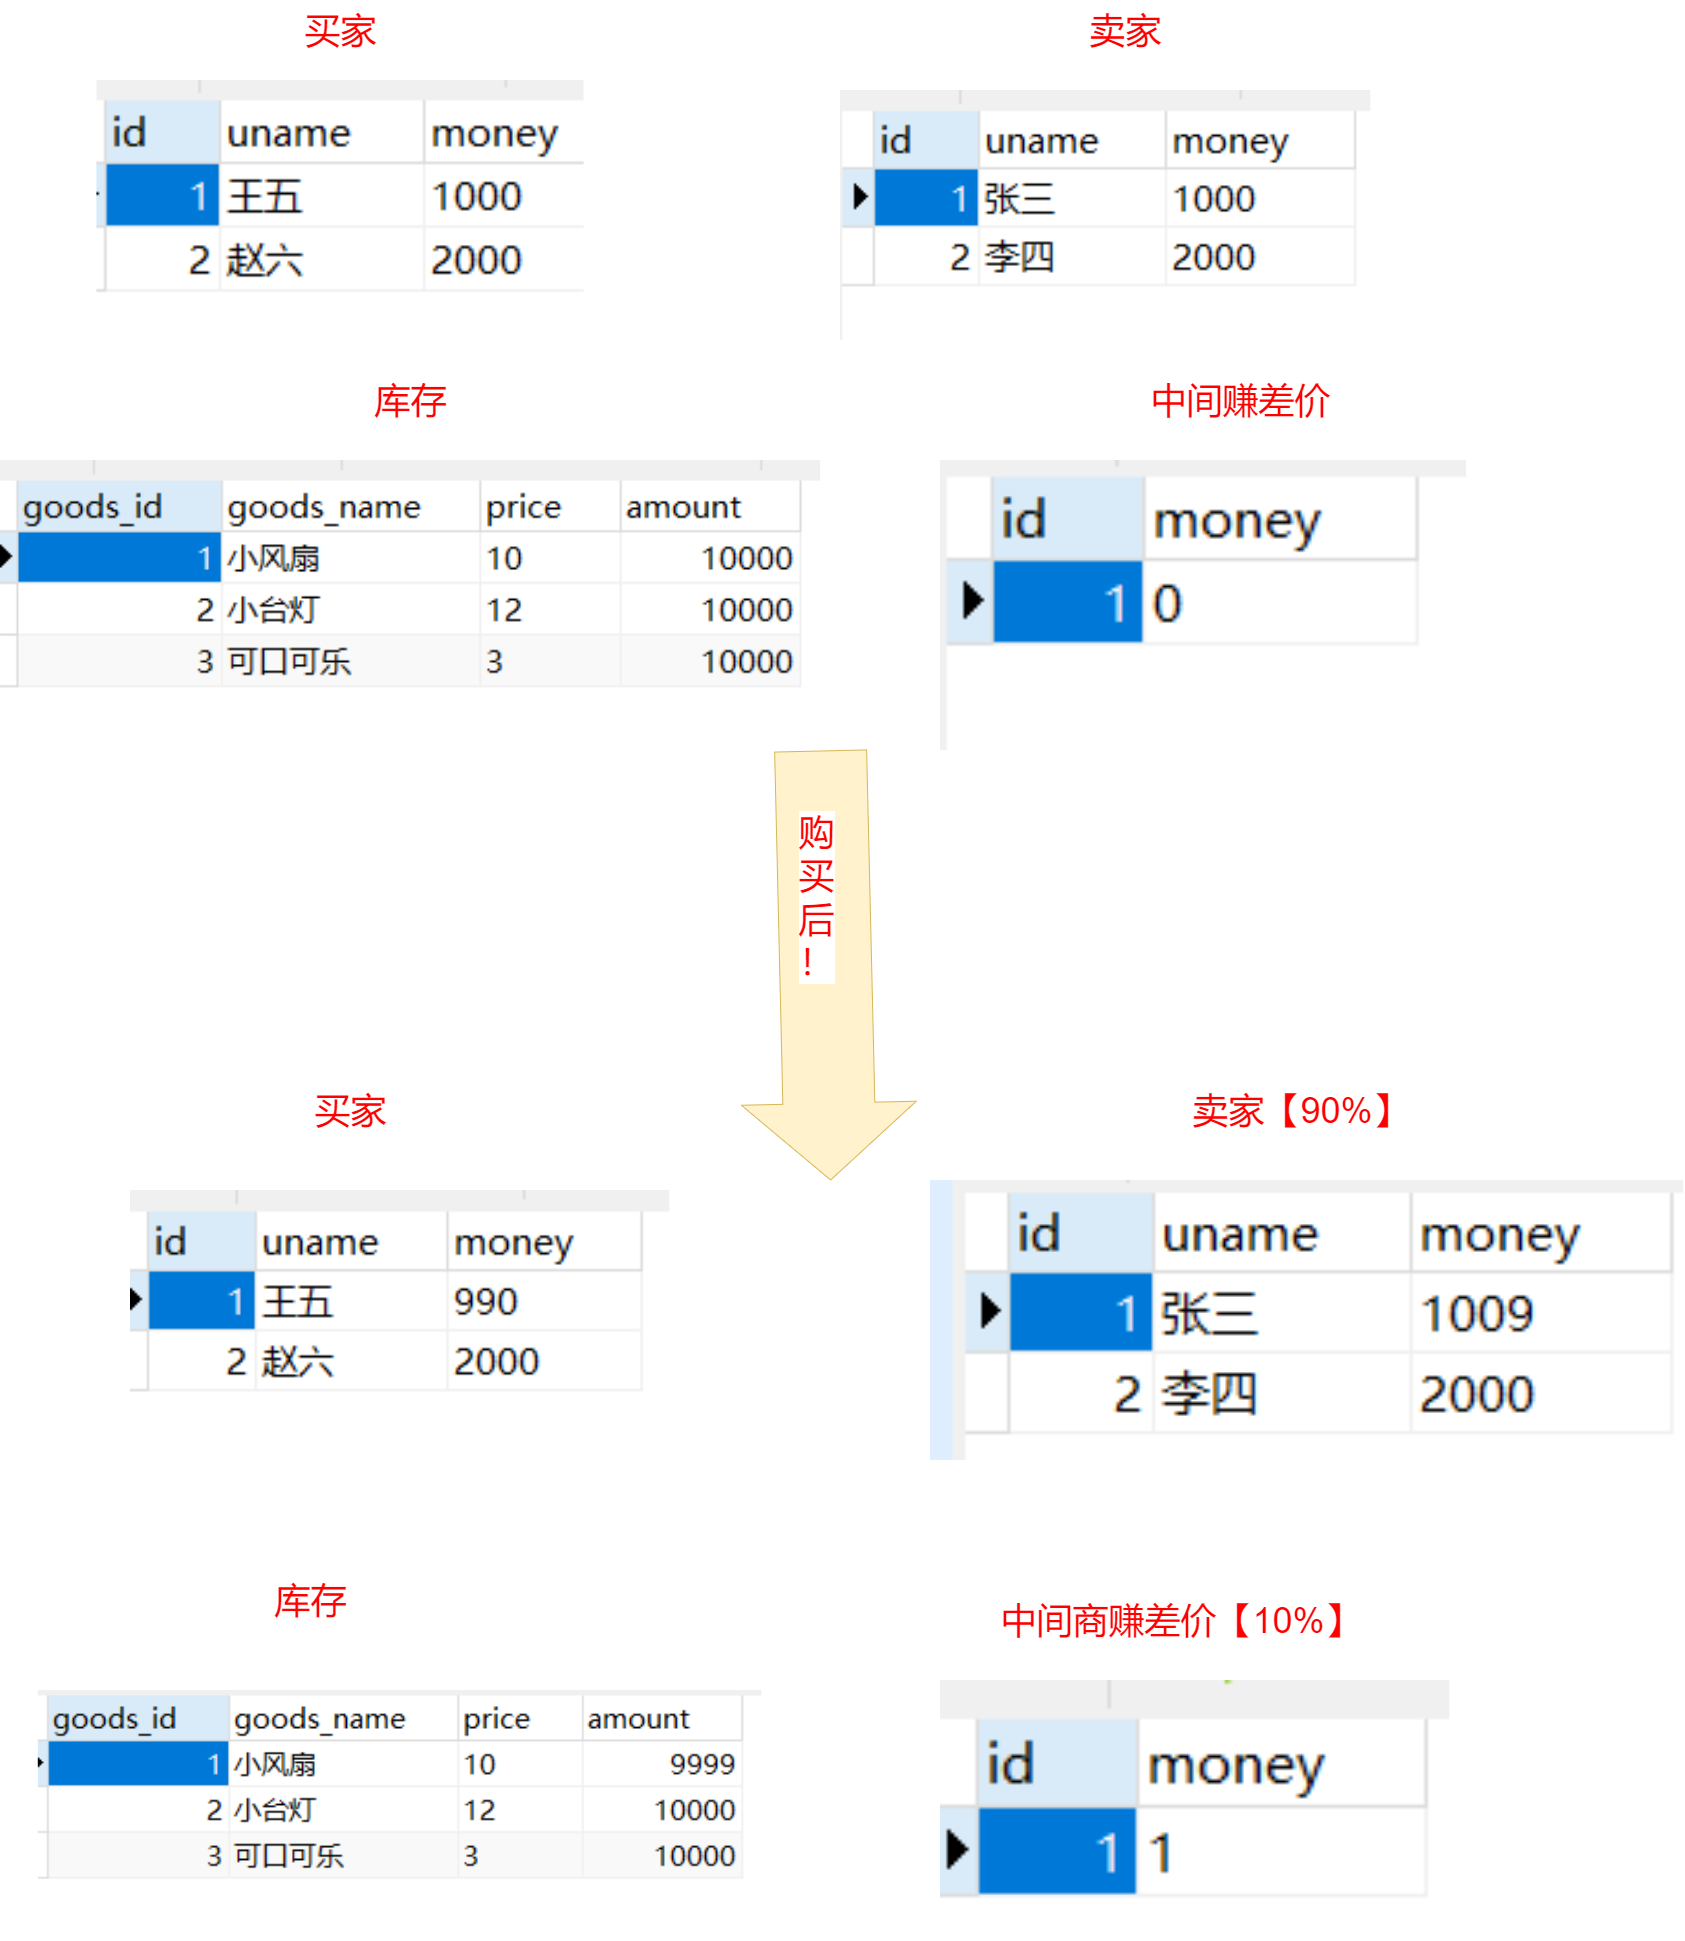 买家
id uname money
1 王五 1000
2 赵六 2000
卖家
id uname money
1 张三 1000
2 李四 2000
库存
goods_id goods_name price amount
1 小风扇 10 10000
2 小台灯 12 10000
3 可口可乐 3 10000
中间赚差价
id money
1 0
购
买
后
！
买家
id uname money
1 王五 990
2 赵六 2000
卖家【90%】
id uname money
1 张三 1009
2 李四 2000
库存
goods_id goods_name price amount
1 小风扇 10 9999
2 小台灯 12 10000
3 可口可乐 3 10000
中间商赚差价【10%】
id money
1 1